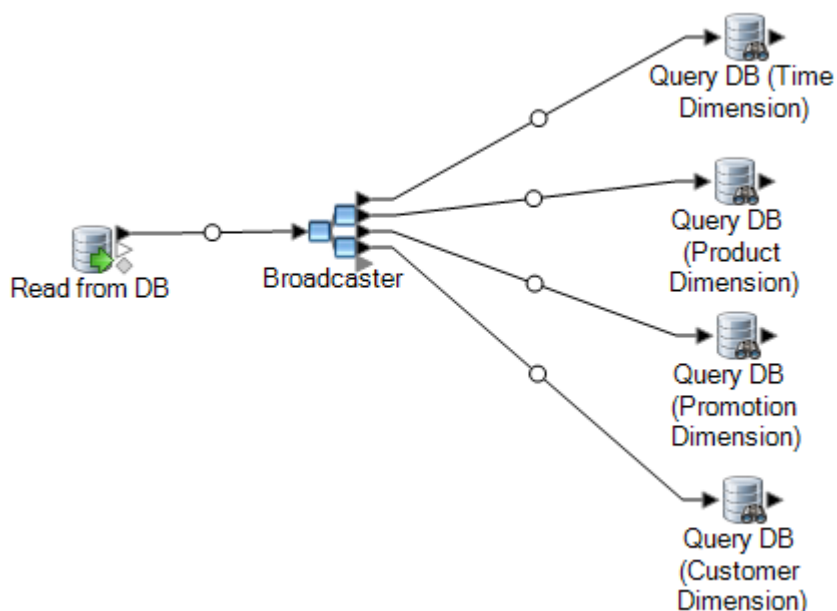 Query DB (Time
Dimension)
Query DB
(Product
Dimension)
Read from DB
Broadcaster
Query DB
(Promotion
Dimension)
Query DB
(Customer
Dimension)